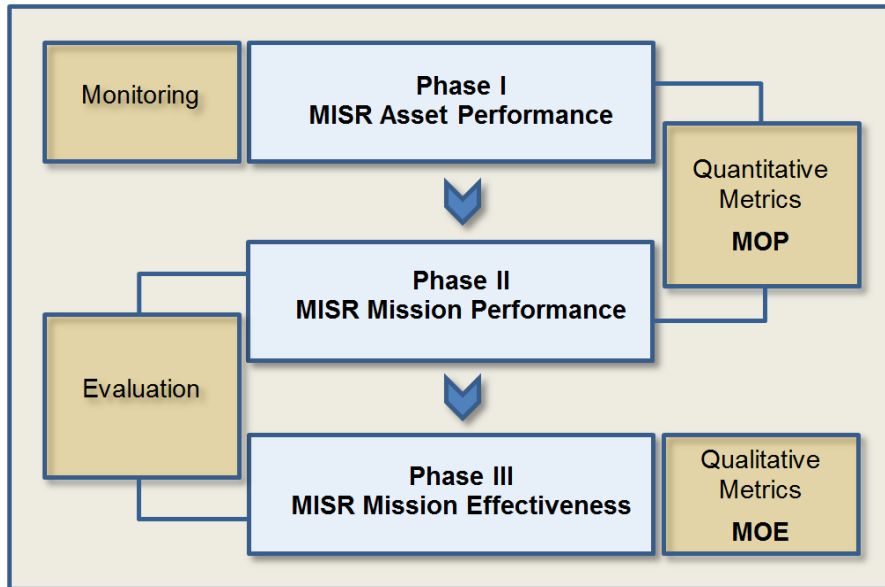 Monitoring
Phase I
MISR Asset Performance
Quantitative
Metrics
MOP
Phase II
MISR Mission Performance
Evaluation
Phase III
MISR Mission Effectiveness
Qualitative
Metrics
MOE